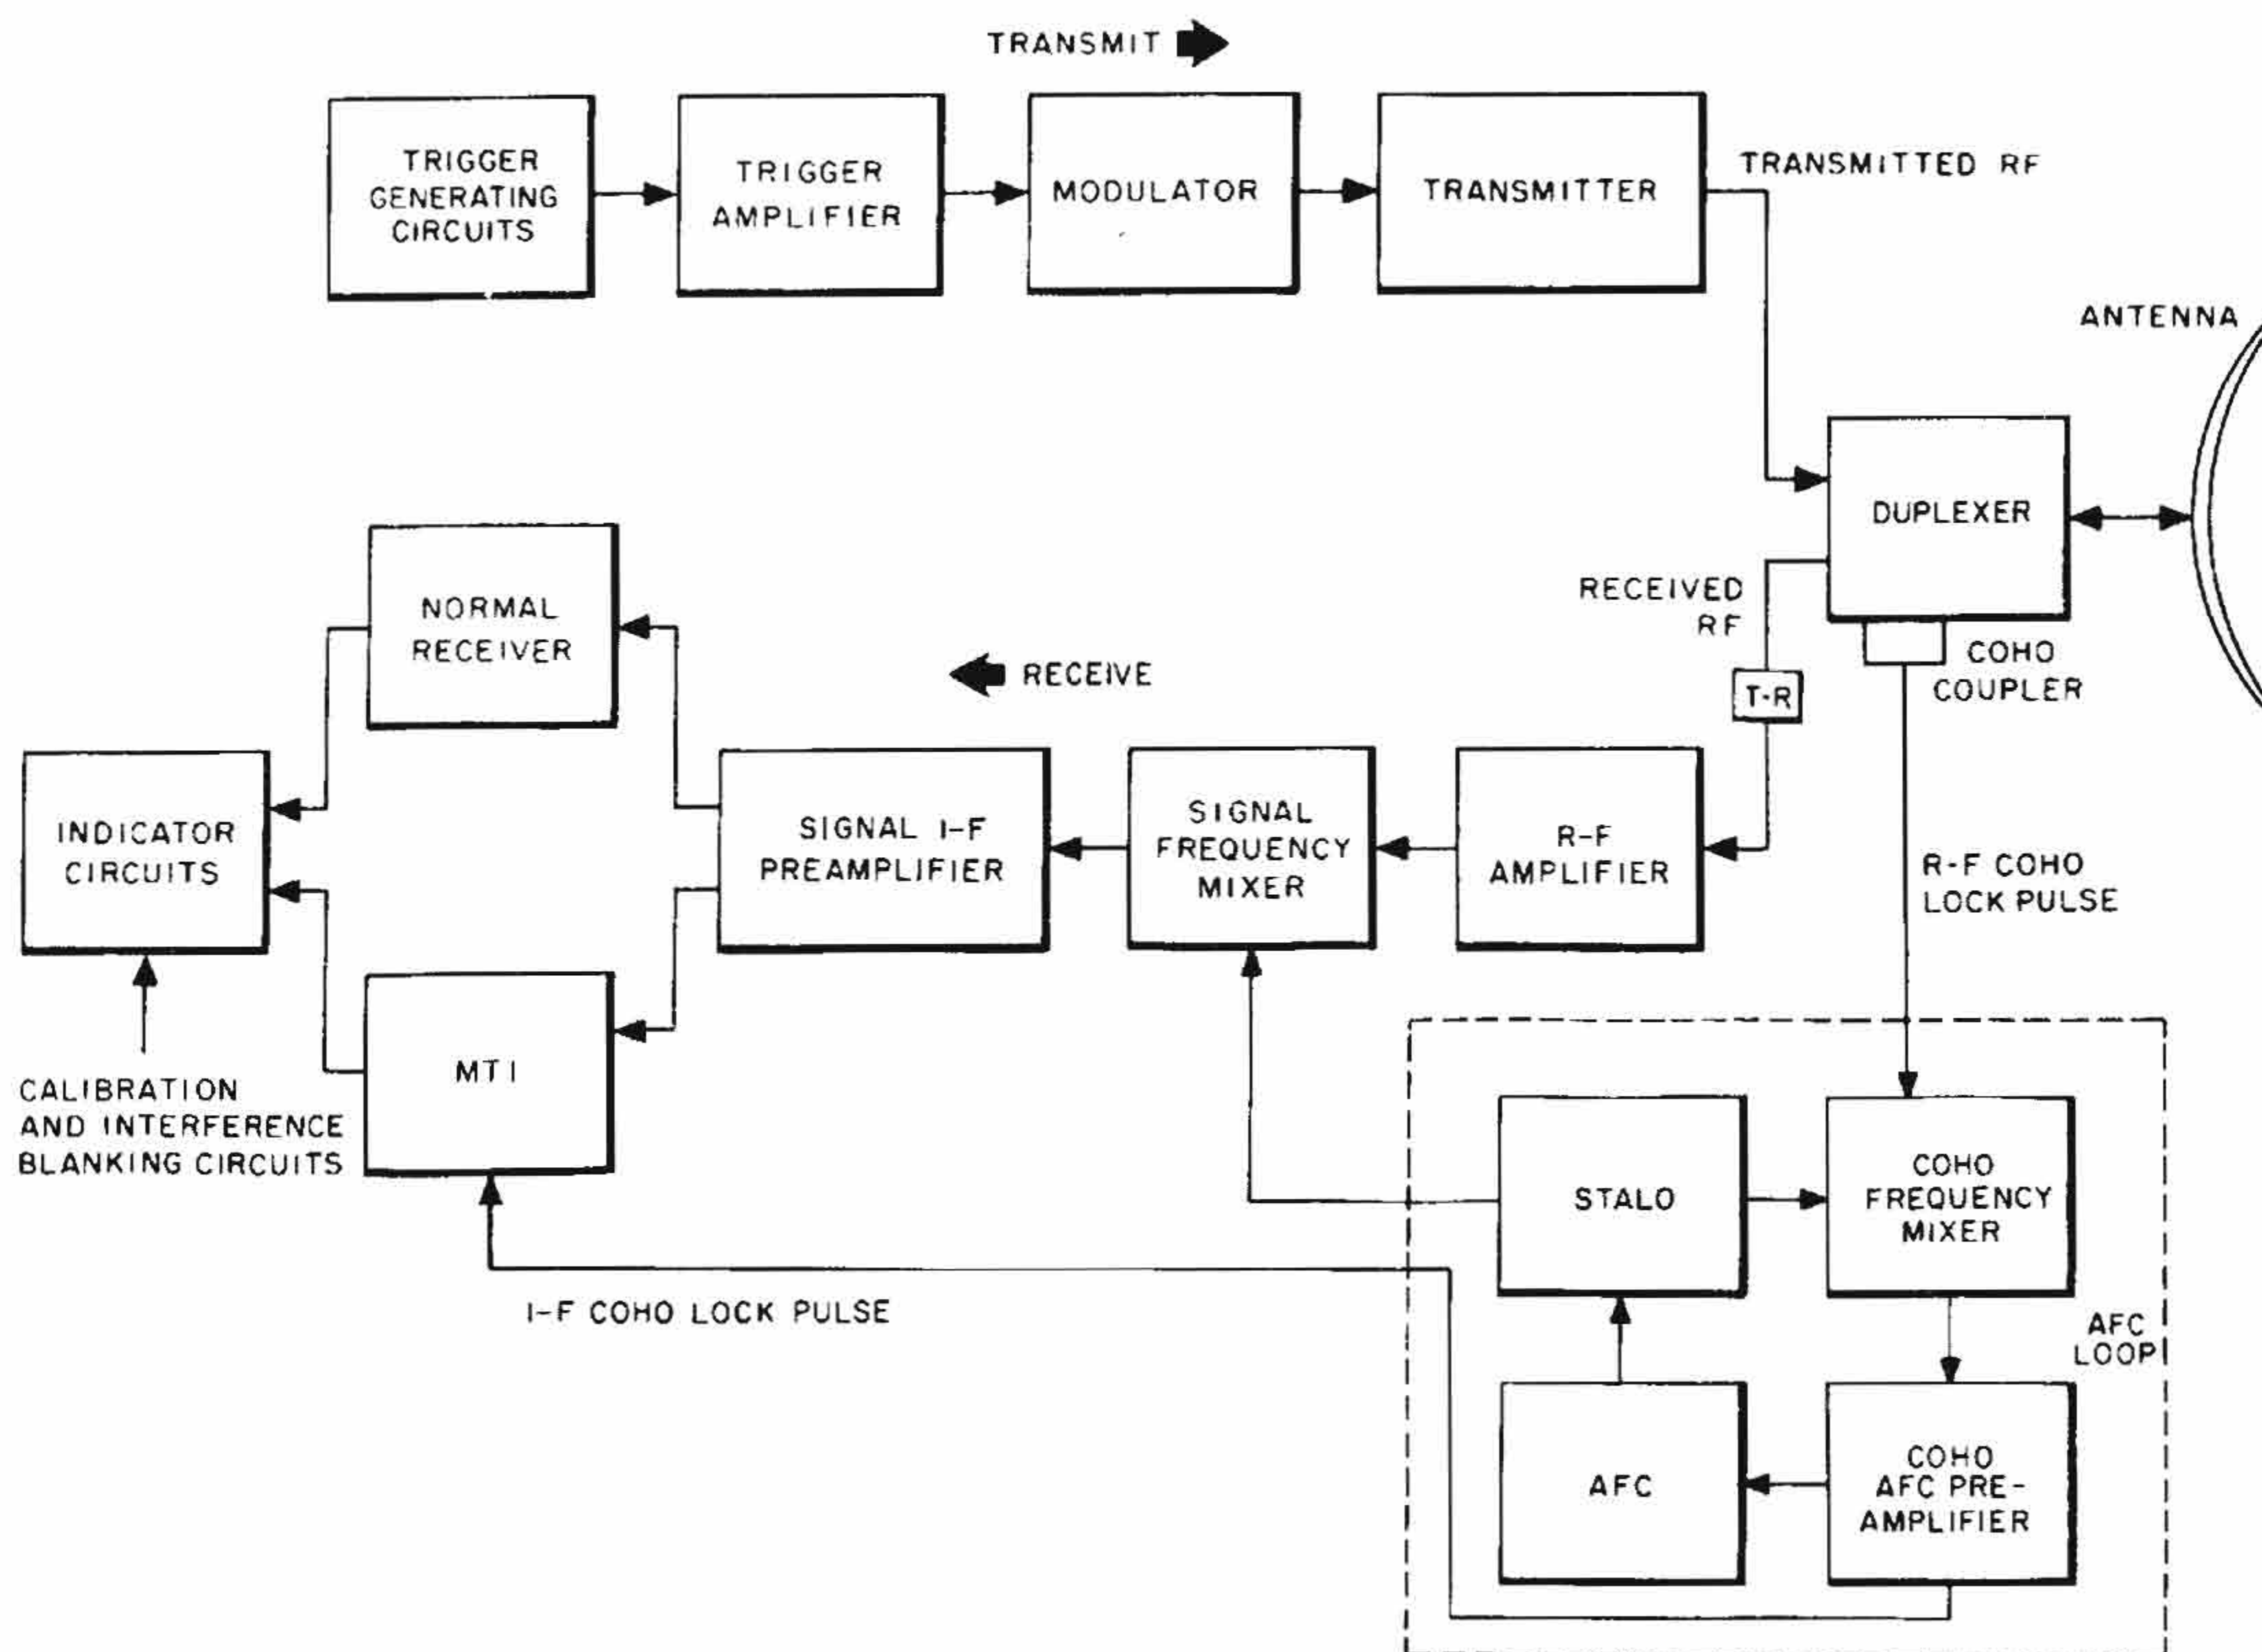 TRANSMIT
TRIGGER
GENERATING
CIRCUITS
TRIGGER
AMPLIFIER
MODULATOR
TRANSMITTER
TRANSMITTED RF
ANTENNA
DUPLEXER
RECEIVED
RF
T-R
COHO
COUPLER
NORMAL
RECEIVER
RECEIVE
INDICATOR
CIRCUITS
SIGNAL I-F
PREAMPLIFIER
SIGNAL
FREQUENCY
MIXER
R-F
AMPLIFIER
R-F COHO
LOCK PULSE
CALIBRATION
AND INTERFERENCE
BLANKING CIRCUITS
MTI
STALO
COHO
FREQUENCY
MIXER
I-F COHO LOCK PULSE
AFC
LOOP
AFC
COHO
AFC PRE-
AMPLIFIER